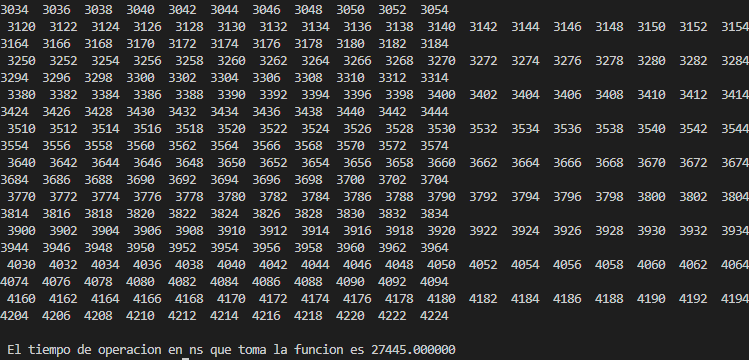 3034 3036 3038 3040 3042 3044 3046 3048 3050 3052 3054
3120 3122 3124 3126 3128 3130 3132 3134 3136 3138 3140 3142 3144 3146 3148 3150 3152 3154
3164 3166 3168 3170 3172 3174 3176 3178 3180 3182 3184
3250 3252 3254 3256 3258 3260 3262 3264 3266 3268 3270 3272 3274 3276 3278 3280 3282 3284
3294 3296 3298 3300 3302 3304 3306 3308 3310 3312 3314
3380 3382 3384 3386 3388 3390 3392 3394 3396 3398 3400 3402 3404 3406 3408 3410 3412 3414
3424 3426 3428 3430 3432 3434 3436 3438 3440 3442 3444
3510 3512 3514 3516 3518 3520 3522 3524 3526 3528 3530 3532 3534 3536 3538 3540 3542 3544
3554 3556 3558 3560 3562 3564 3566 3568 3570 3572 3574
3640 3642 3644 3646 3648 3650 3652 3654 3656 3658 3660 3662 3664 3666 3668 3670 3672 3674
3684 3686 3688 3690 3692 3694 3696 3698 3700 3702 3704
3770 3772 3774 3776 3778 3780 3782 3784 3786 3788 3790 3792 3794 3796 3798 3800 3802 3804
3814 3816 3818 3820 3822 3824 3826 3828 3830 3832 3834
3900 3902 3904 3906 3908 3910 3912 3914 3916 3918 3920 3922 3924 3926 3928 3930 3932 3934
3944 3946 3948 3950 3952 3954 3956 3958 3960 3962 3964
4030 4032 4034 4036 4038 4040 4042 4044 4046 4048 4050 4052 4054 4056 4058 4060 4062 4064
4074 4076 4078 4080 4082 4084 4086 4088 4090 4092 4094
4160 4162 4164 4166 4168 4170 4172 4174 4176 4178 4180 4182 4184 4186 4188 4190 4192 4194
4204 4206 4208 4210 4212 4214 4216 4218 4220 4222 4224
El tiempo de operacion en ns que toma la funcion es 27445.000000